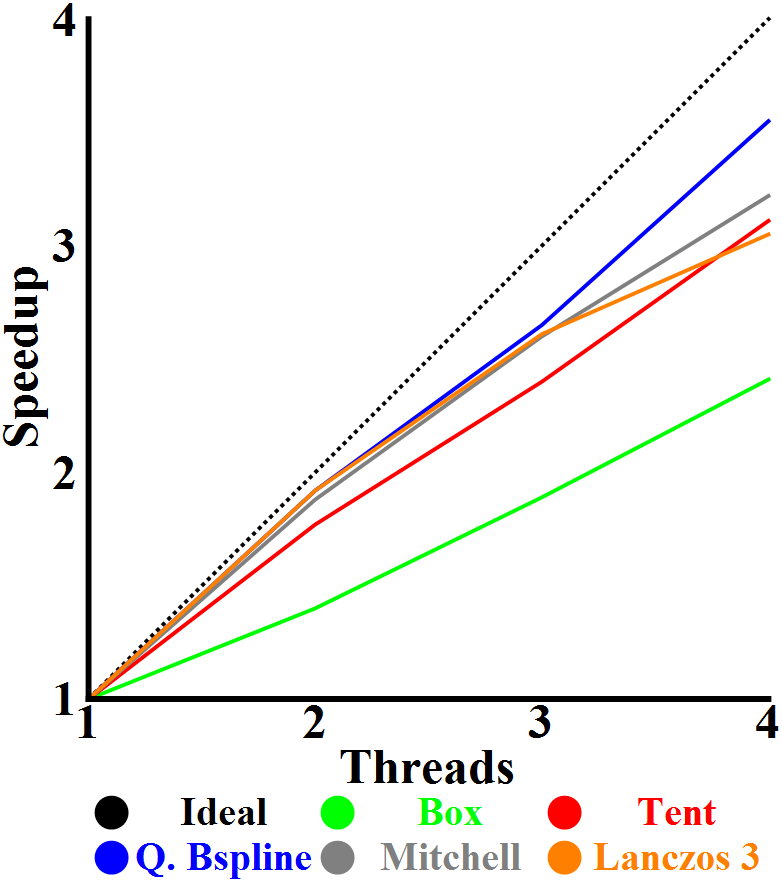 4
3
Speedup
2
1
1 2 3 4
Threads
Ideal Box Tent
Q. Bspline Mitchell Lanczos 3